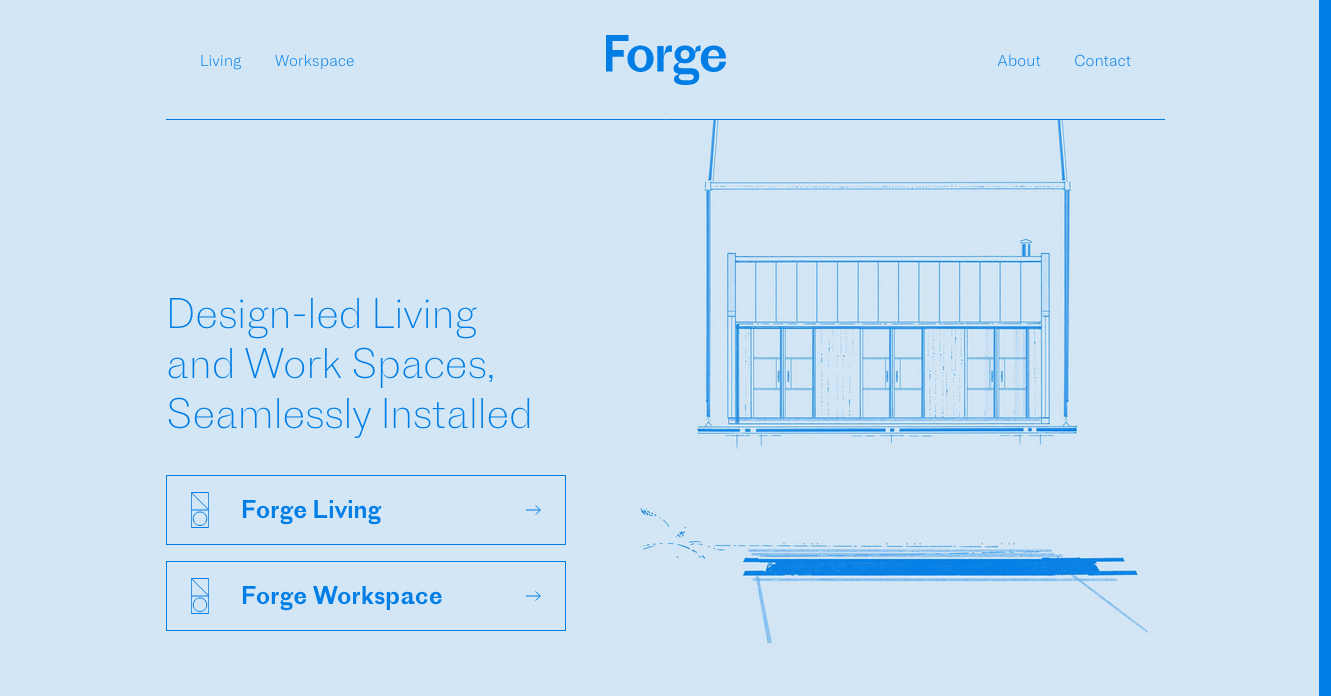 Living
Workspace
Forge
About
Contact
Design-led Living
and Work Spaces,
Seamlessly Installed
Forge Living
Forge Workspace